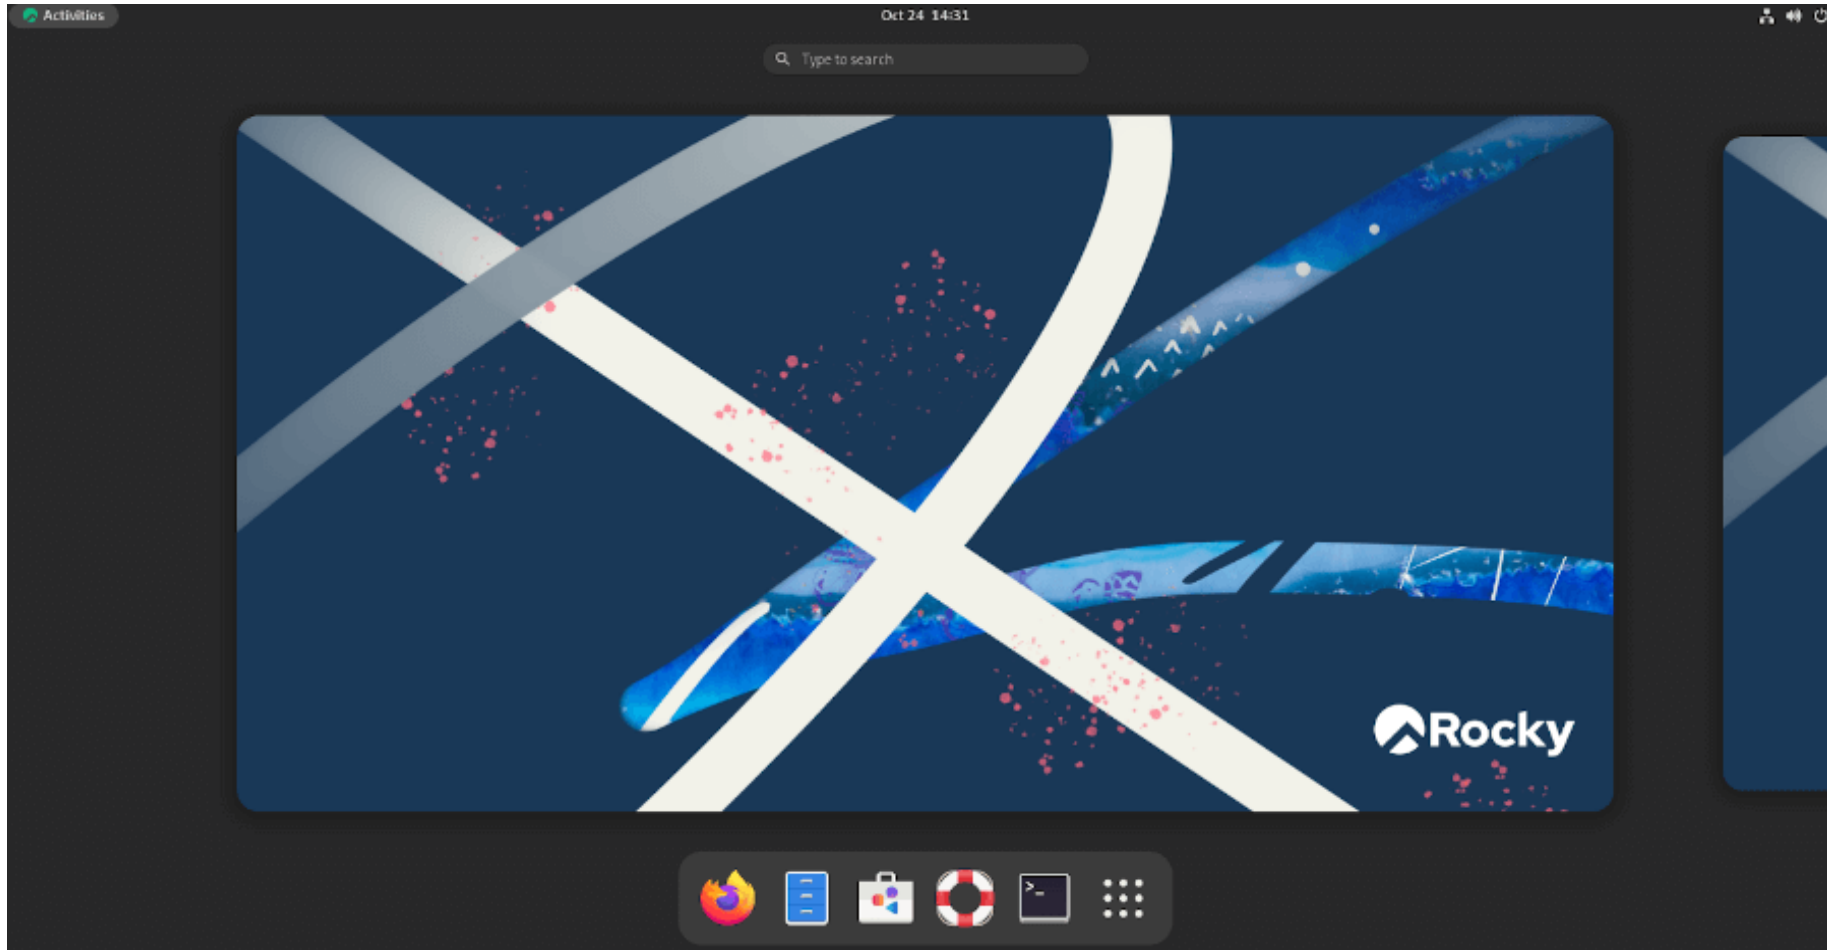 Activities
Oct 24 14:31
Type to search
Rocky
>_